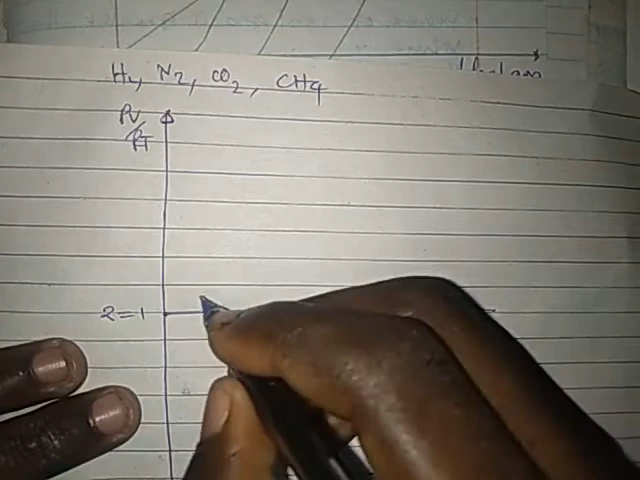 H₂, N2, CO₂, CH4
PV
/RT
Z=1